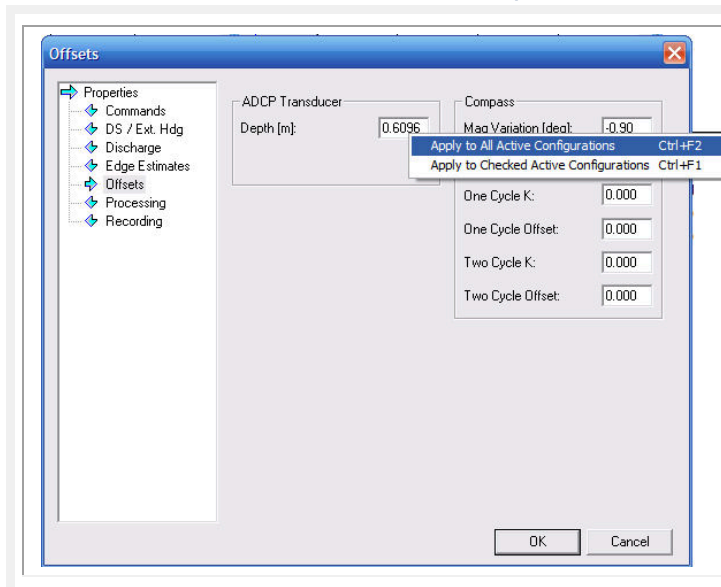 Offsets
Properties
Commands
DS / Ext. Hdg
Discharge
Edge Estimates
Offsets
Processing
Recording
ADCP Transducer
Depth [m]: 0.6096
Compass
Mag Variation [deg]: -0.90
Apply to All Active Configurations Ctrl+F2
Apply to Checked Active Configurations Ctrl+F1
One Cycle K: 0.000
One Cycle Offset: 0.000
Two Cycle K: 0.000
Two Cycle Offset: 0.000
OK Cancel